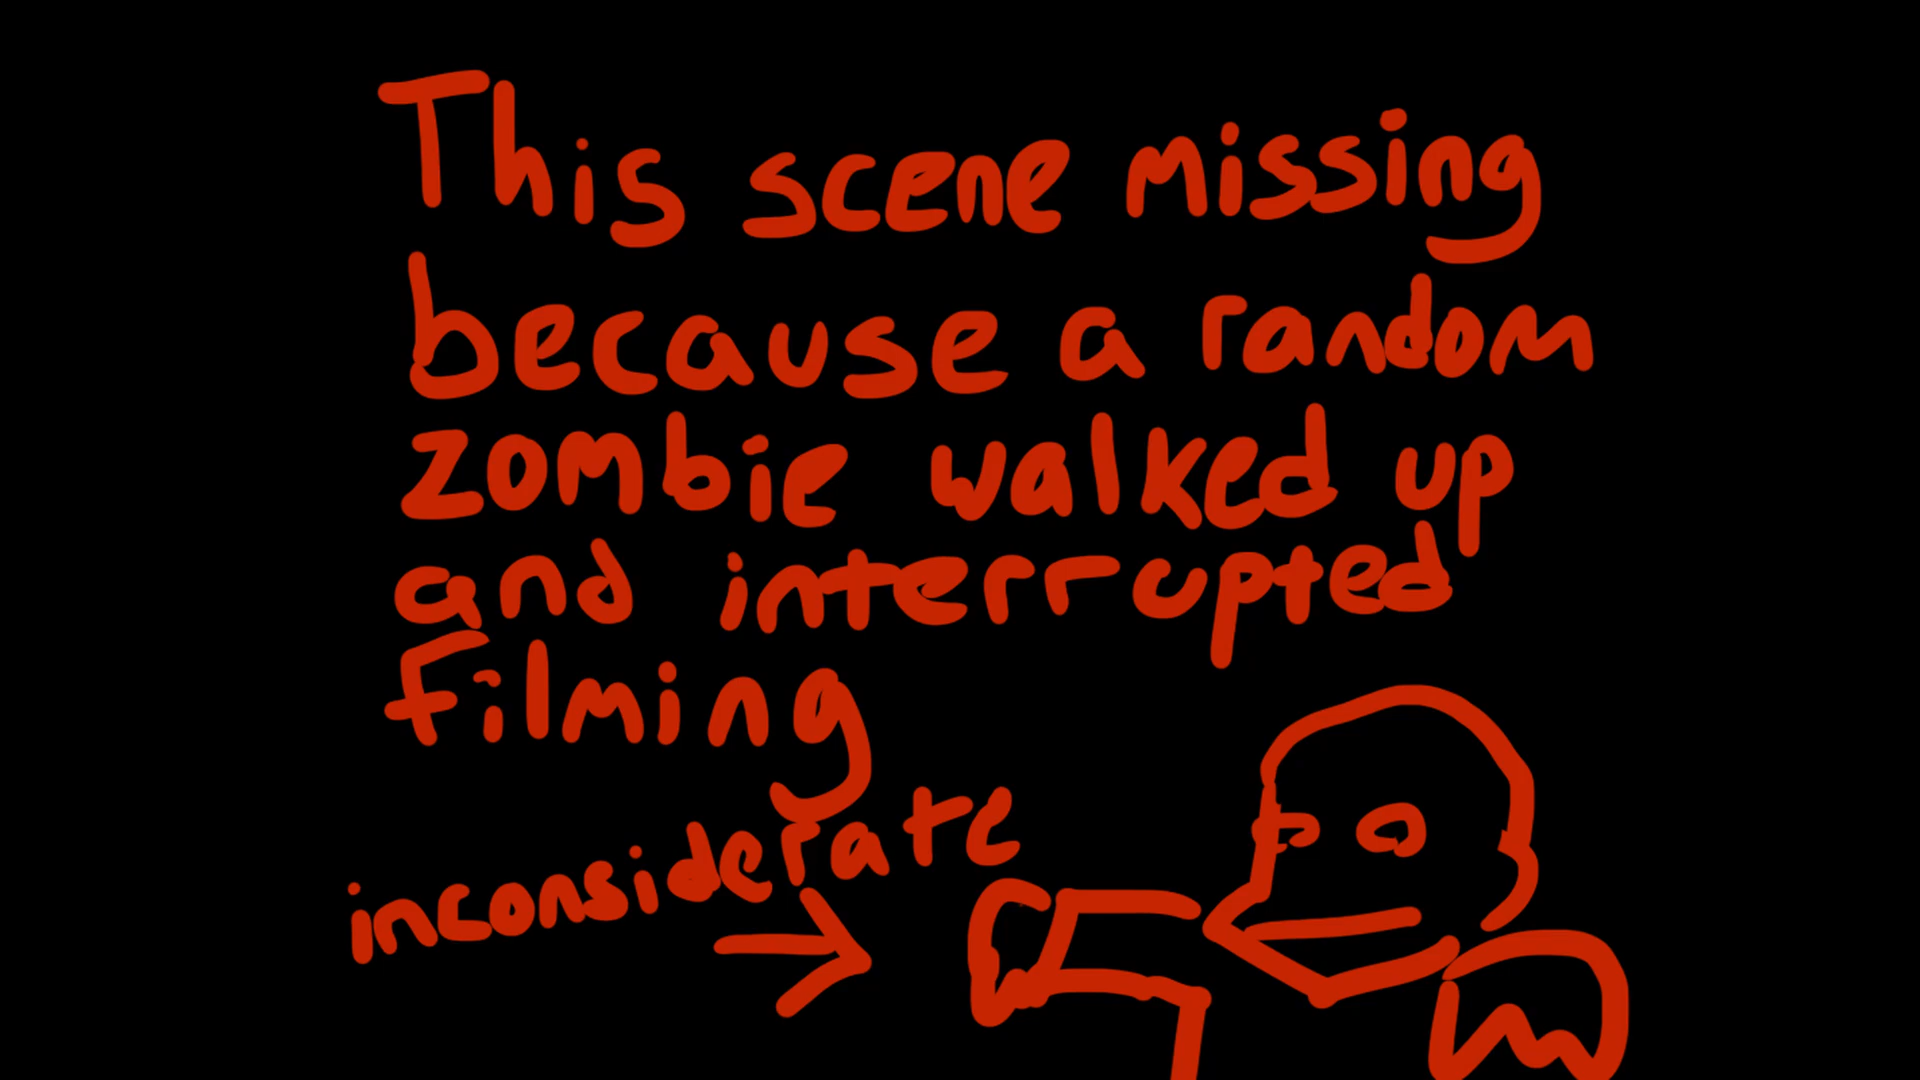 This scene missing
because a random
zombie walked up
and interrupted
filming
inconsiderate